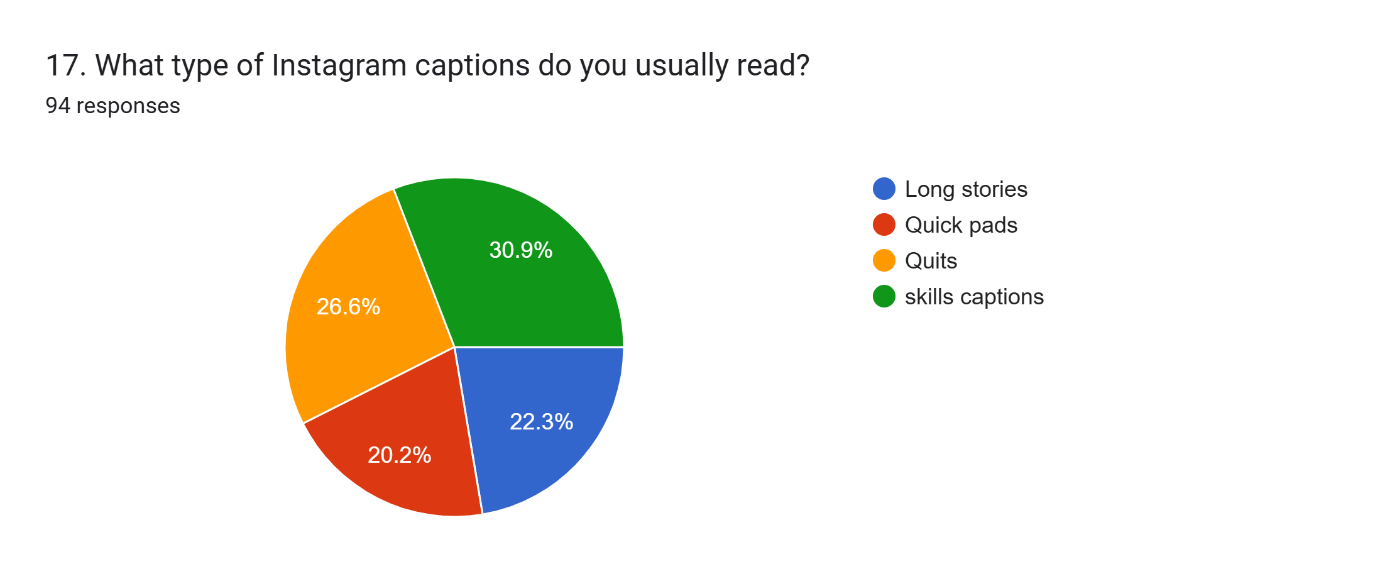 17. What type of Instagram captions do you usually read?
94 responses
30.9%
26.6%
22.3%
20.2%
Long stories
Quick pads
Quits
skills captions